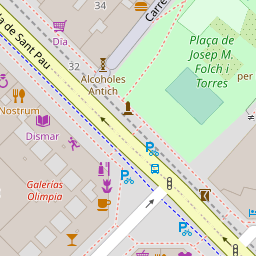 34
Carre
Dia
a de Sant Pau
32
Alcoholes
Antich
Plaça de
Josep M.
Folch i
Torres
per
Nostrum
Dismar
Galerías
Olimpia